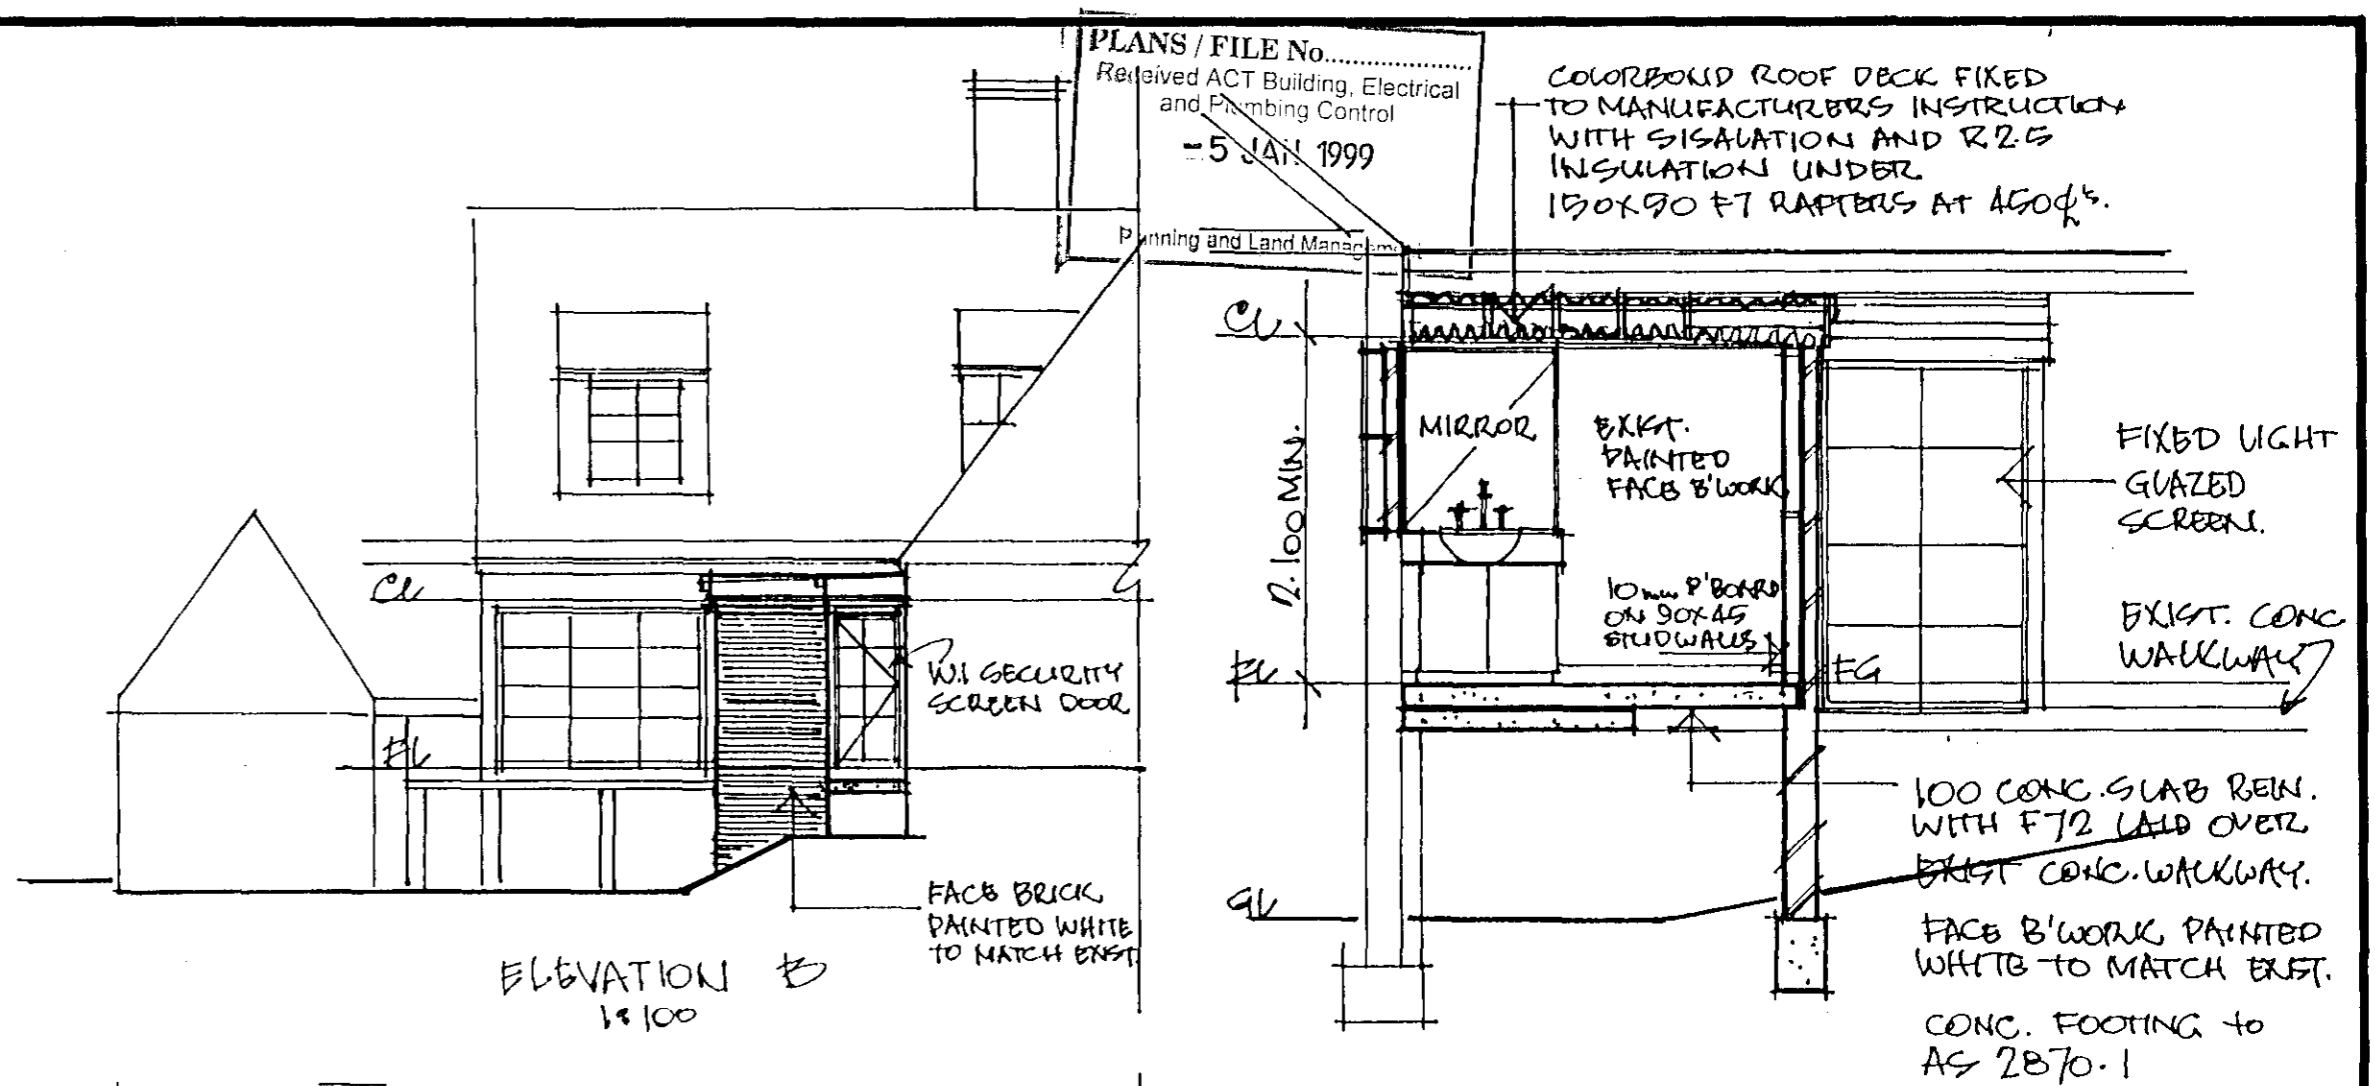 PLANS / FILE No.....................
Received ACT Building, Electrical
and Plumbing Control
-5 JAN 1999
Planning and Land Management
COLORBOND ROOF DECK FIXED
TO MANUFACTURERS INSTRUCTION
WITH SISALATION AND R2.5
INSULATION UNDER
150X50 F7 RAFTERS AT 450 ℄'s.
CL
MIRROR
EXIST.
PAINTED
FACE B'WORK
2.100 MIN.
10mm P'BOARD
ON 90X45
STUDWALLS
FL
FG
GL
FIXED LIGHT
GLAZED
SCREEN.
EXIST. CONC
WALKWAY
100 CONC. SLAB REIN.
WITH F72 LAID OVER
EXIST CONC. WALKWAY.
FACE B'WORK PAINTED
WHITE TO MATCH EXIST.
CONC. FOOTING TO
AS 2870.1
CL
FL
W.I SECURITY
SCREEN DOOR
FACE BRICK
PAINTED WHITE
TO MATCH EXIST
ELEVATION B
1:100